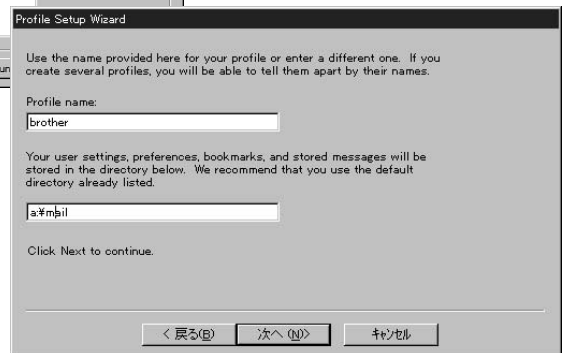 Profile Setup Wizard
Use the name provided here for your profile or enter a different one. If you
create several profiles, you will be able to tell them apart by their names.
Profile name:
brother
Your user settings, preferences, bookmarks, and stored messages will be
stored in the directory below. We recommend that you use the default
directory already listed.
a:¥mail
Click Next to continue.
< 戻る(B) 次へ (N)> キャンセル